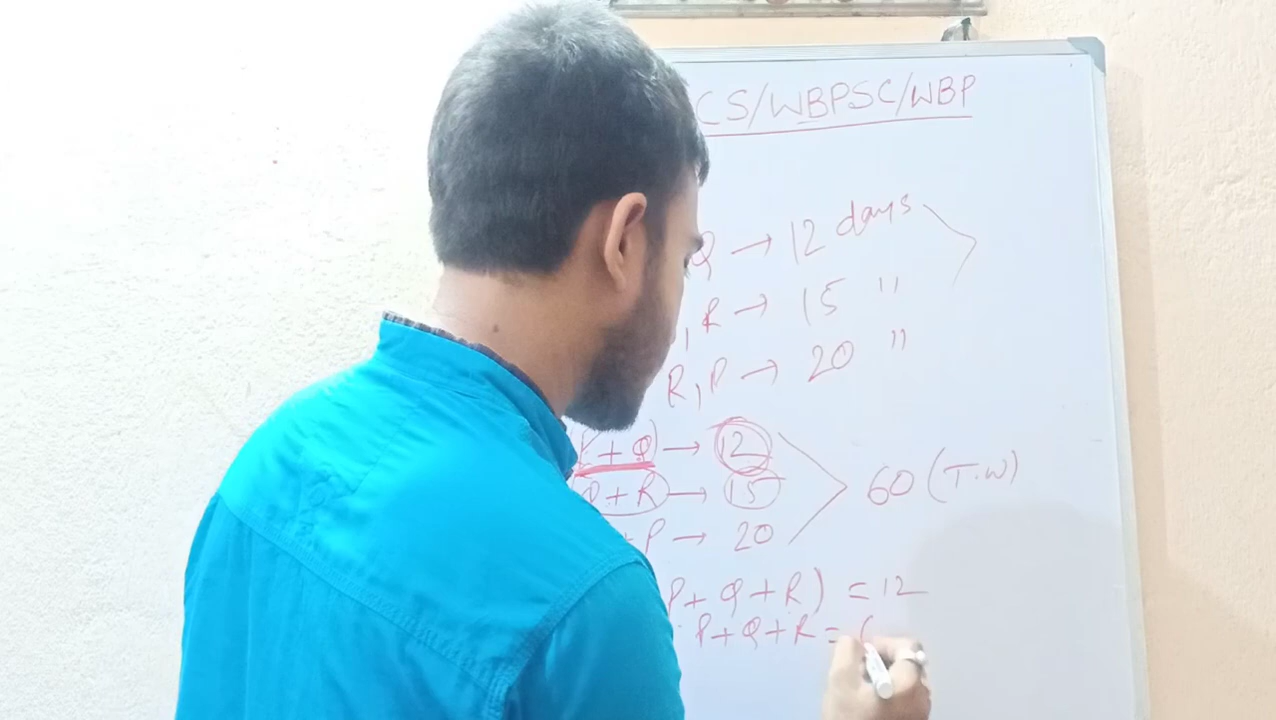 CS/WBPSC/WBP
Q → 12 days
, R → 15 "
R, P → 20 "
+ Q) → 12
+ R) → 15
60 (T.W)
+ P → 20
P + Q + R) = 12
P + Q + R =